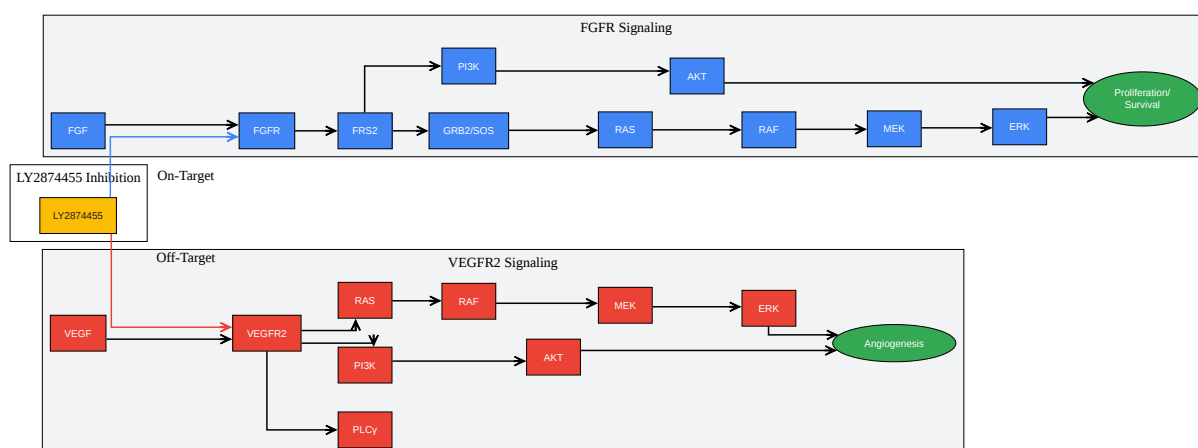 FGFR Signaling
PI3K
AKT
Proliferation/
Survival
FGF
FGFR
FRS2
GRB2/SOS
RAS
RAF
MEK
ERK
LY2874455 Inhibition
On-Target
LY2874455
Off-Target
VEGFR2 Signaling
RAS
RAF
MEK
ERK
VEGF
VEGFR2
Angiogenesis
PI3K
AKT
PLCγ